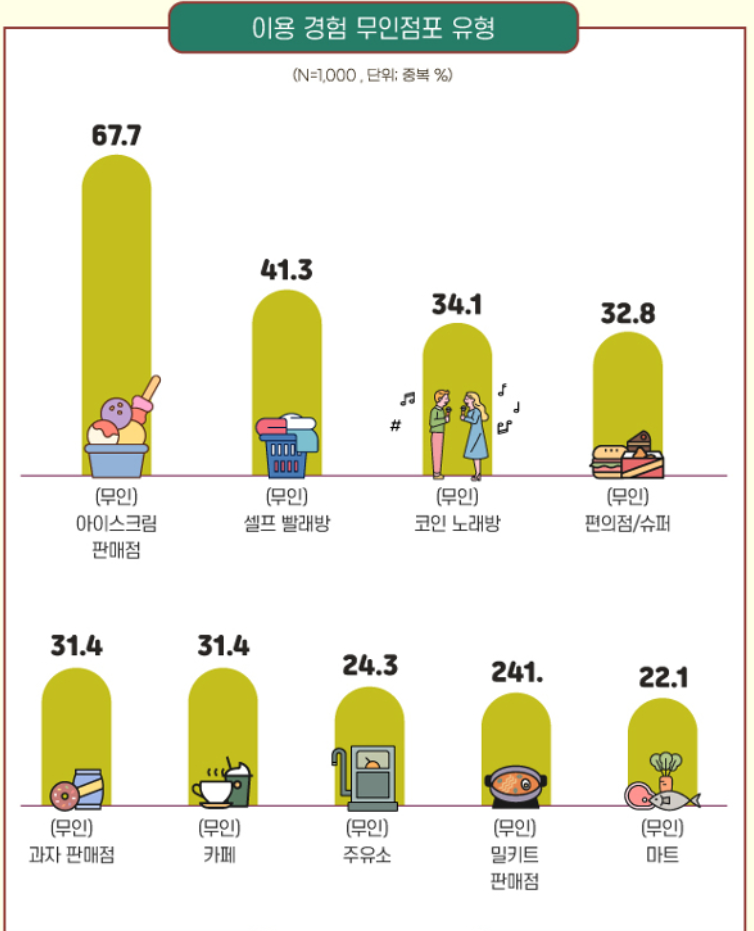 이용 경험 무인점포 유형
(N=1,000 , 단위: 중복 %)
67.7
41.3
34.1
32.8
(무인)
아이스크림
판매점
(무인)
셀프 빨래방
(무인)
코인 노래방
(무인)
편의점/슈퍼
#
31.4
31.4
24.3
241.
22.1
(무인)
과자 판매점
(무인)
카페
(무인)
주유소
(무인)
밀키트
판매점
(무인)
마트